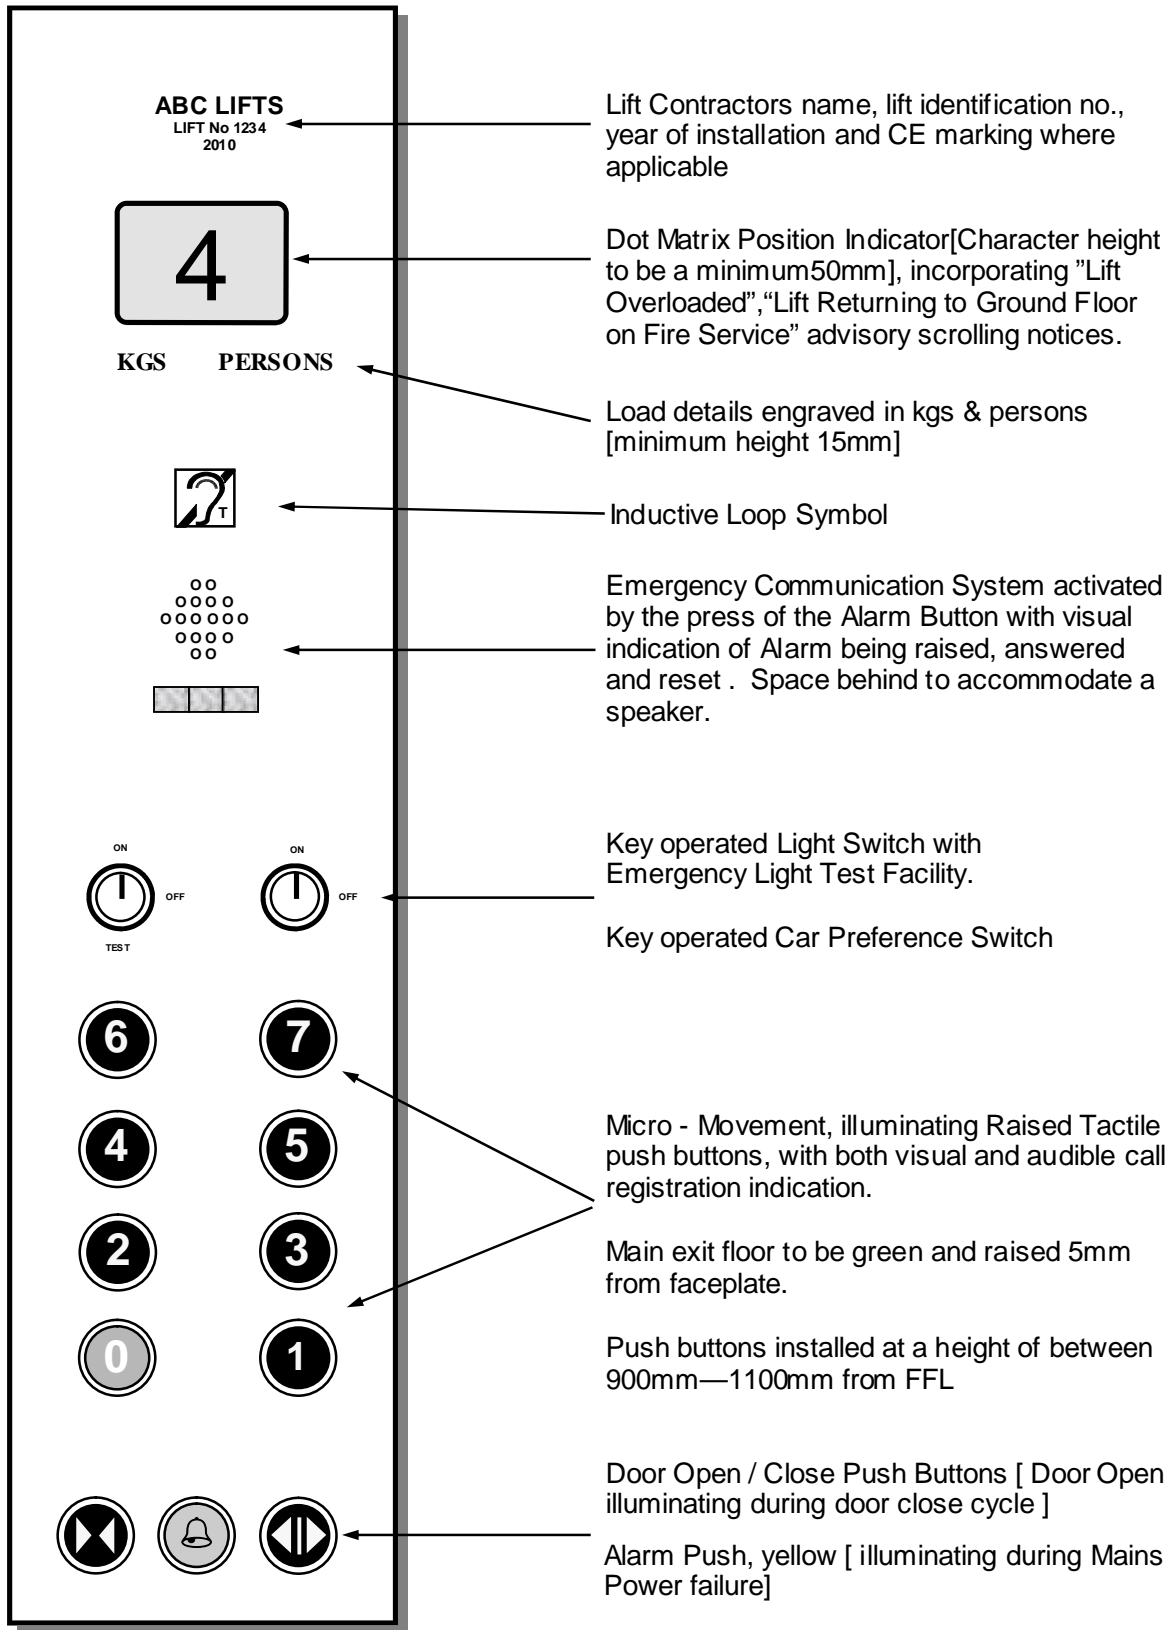 ABC LIFTS
LIFT No 1234
2010
Lift Contractors name, lift identification no.,
year of installation and CE marking where
applicable
4
Dot Matrix Position Indicator[Character height
to be a minimum50mm], incorporating ”Lift
Overloaded”,“Lift Returning to Ground Floor
on Fire Service” advisory scrolling notices.
KGS PERSONS
Load details engraved in kgs & persons
[minimum height 15mm]
T
Inductive Loop Symbol
Emergency Communication System activated
by the press of the Alarm Button with visual
indication of Alarm being raised, answered
and reset . Space behind to accommodate a
speaker.
ON
OFF
TEST
ON
OFF
Key operated Light Switch with
Emergency Light Test Facility.
Key operated Car Preference Switch
6 7
4 5
2 3
0 1
Micro - Movement, illuminating Raised Tactile
push buttons, with both visual and audible call
registration indication.
Main exit floor to be green and raised 5mm
from faceplate.
Push buttons installed at a height of between
900mm—1100mm from FFL
Door Open / Close Push Buttons [ Door Open
illuminating during door close cycle ]
Alarm Push, yellow [ illuminating during Mains
Power failure]